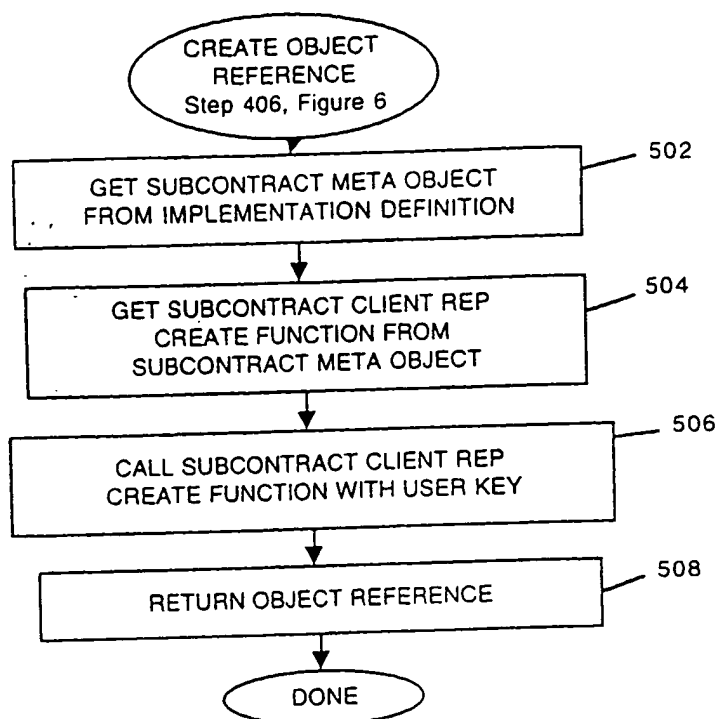 CREATE OBJECT
REFERENCE
Step 406, Figure 6
502
GET SUBCONTRACT META OBJECT
FROM IMPLEMENTATION DEFINITION
504
GET SUBCONTRACT CLIENT REP
CREATE FUNCTION FROM
SUBCONTRACT META OBJECT
506
CALL SUBCONTRACT CLIENT REP
CREATE FUNCTION WITH USER KEY
508
RETURN OBJECT REFERENCE
DONE